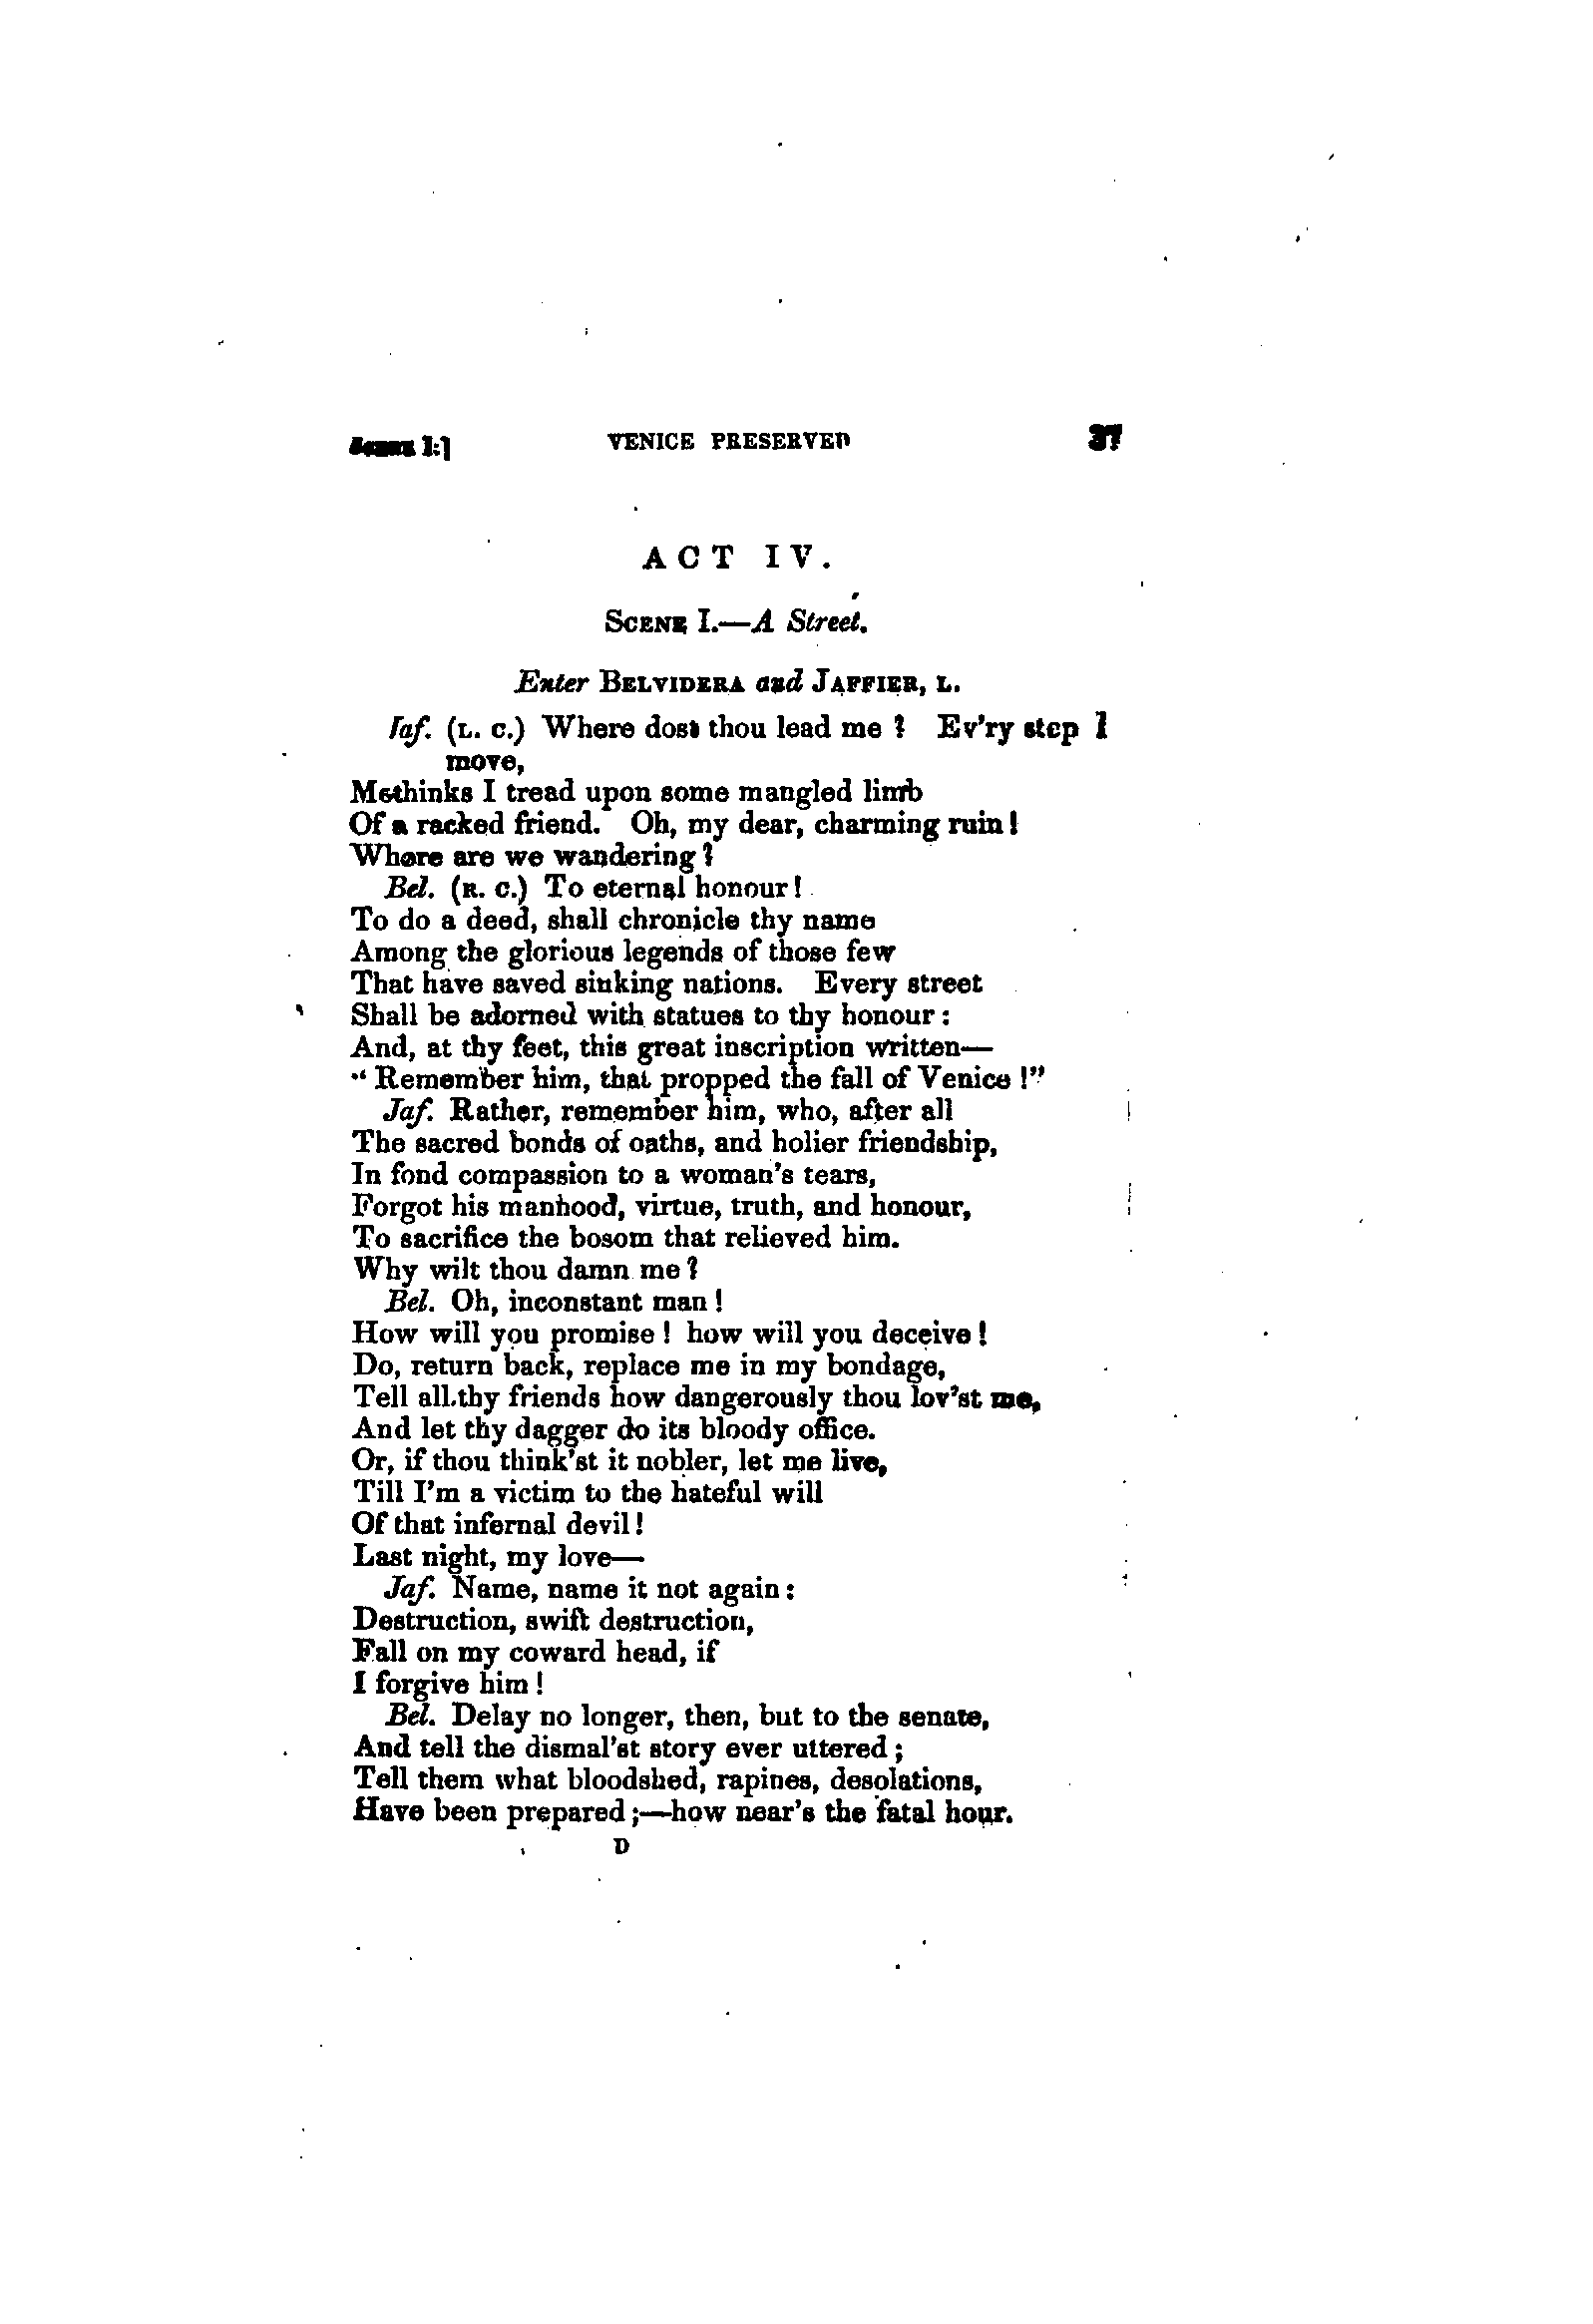 Scene I.]
VENICE PRESERVED
37
ACT IV.
SCENE I.—A Street.
Enter BELVIDERA and JAFFIER, L.
Jaf. (L. C.) Where dost thou lead me ? Ev'ry step I
move,
Methinks I tread upon some mangled limb
Of a racked friend. Oh, my dear, charming ruin !
Where are we wandering ?
Bel. (R. C.) To eternal honour !
To do a deed, shall chronicle thy name
Among the glorious legends of those few
That have saved sinking nations. Every street
Shall be adorned with statues to thy honour :
And, at thy feet, this great inscription written—
“ Remember him, that propped the fall of Venice !”
Jaf. Rather, remember him, who, after all
The sacred bonds of oaths, and holier friendship,
In fond compassion to a woman's tears,
Forgot his manhood, virtue, truth, and honour,
To sacrifice the bosom that relieved him.
Why wilt thou damn me ?
Bel. Oh, inconstant man !
How will you promise ! how will you deceive !
Do, return back, replace me in my bondage,
Tell all thy friends how dangerously thou lov'st me,
And let thy dagger do its bloody office.
Or, if thou think'st it nobler, let me live,
Till I'm a victim to the hateful will
Of that infernal devil !
Last night, my love—
Jaf. Name, name it not again :
Destruction, swift destruction,
Fall on my coward head, if
I forgive him !
Bel. Delay no longer, then, but to the senate,
And tell the dismal'st story ever uttered ;
Tell them what bloodshed, rapines, desolations,
Have been prepared ;—how near's the fatal hour.
D